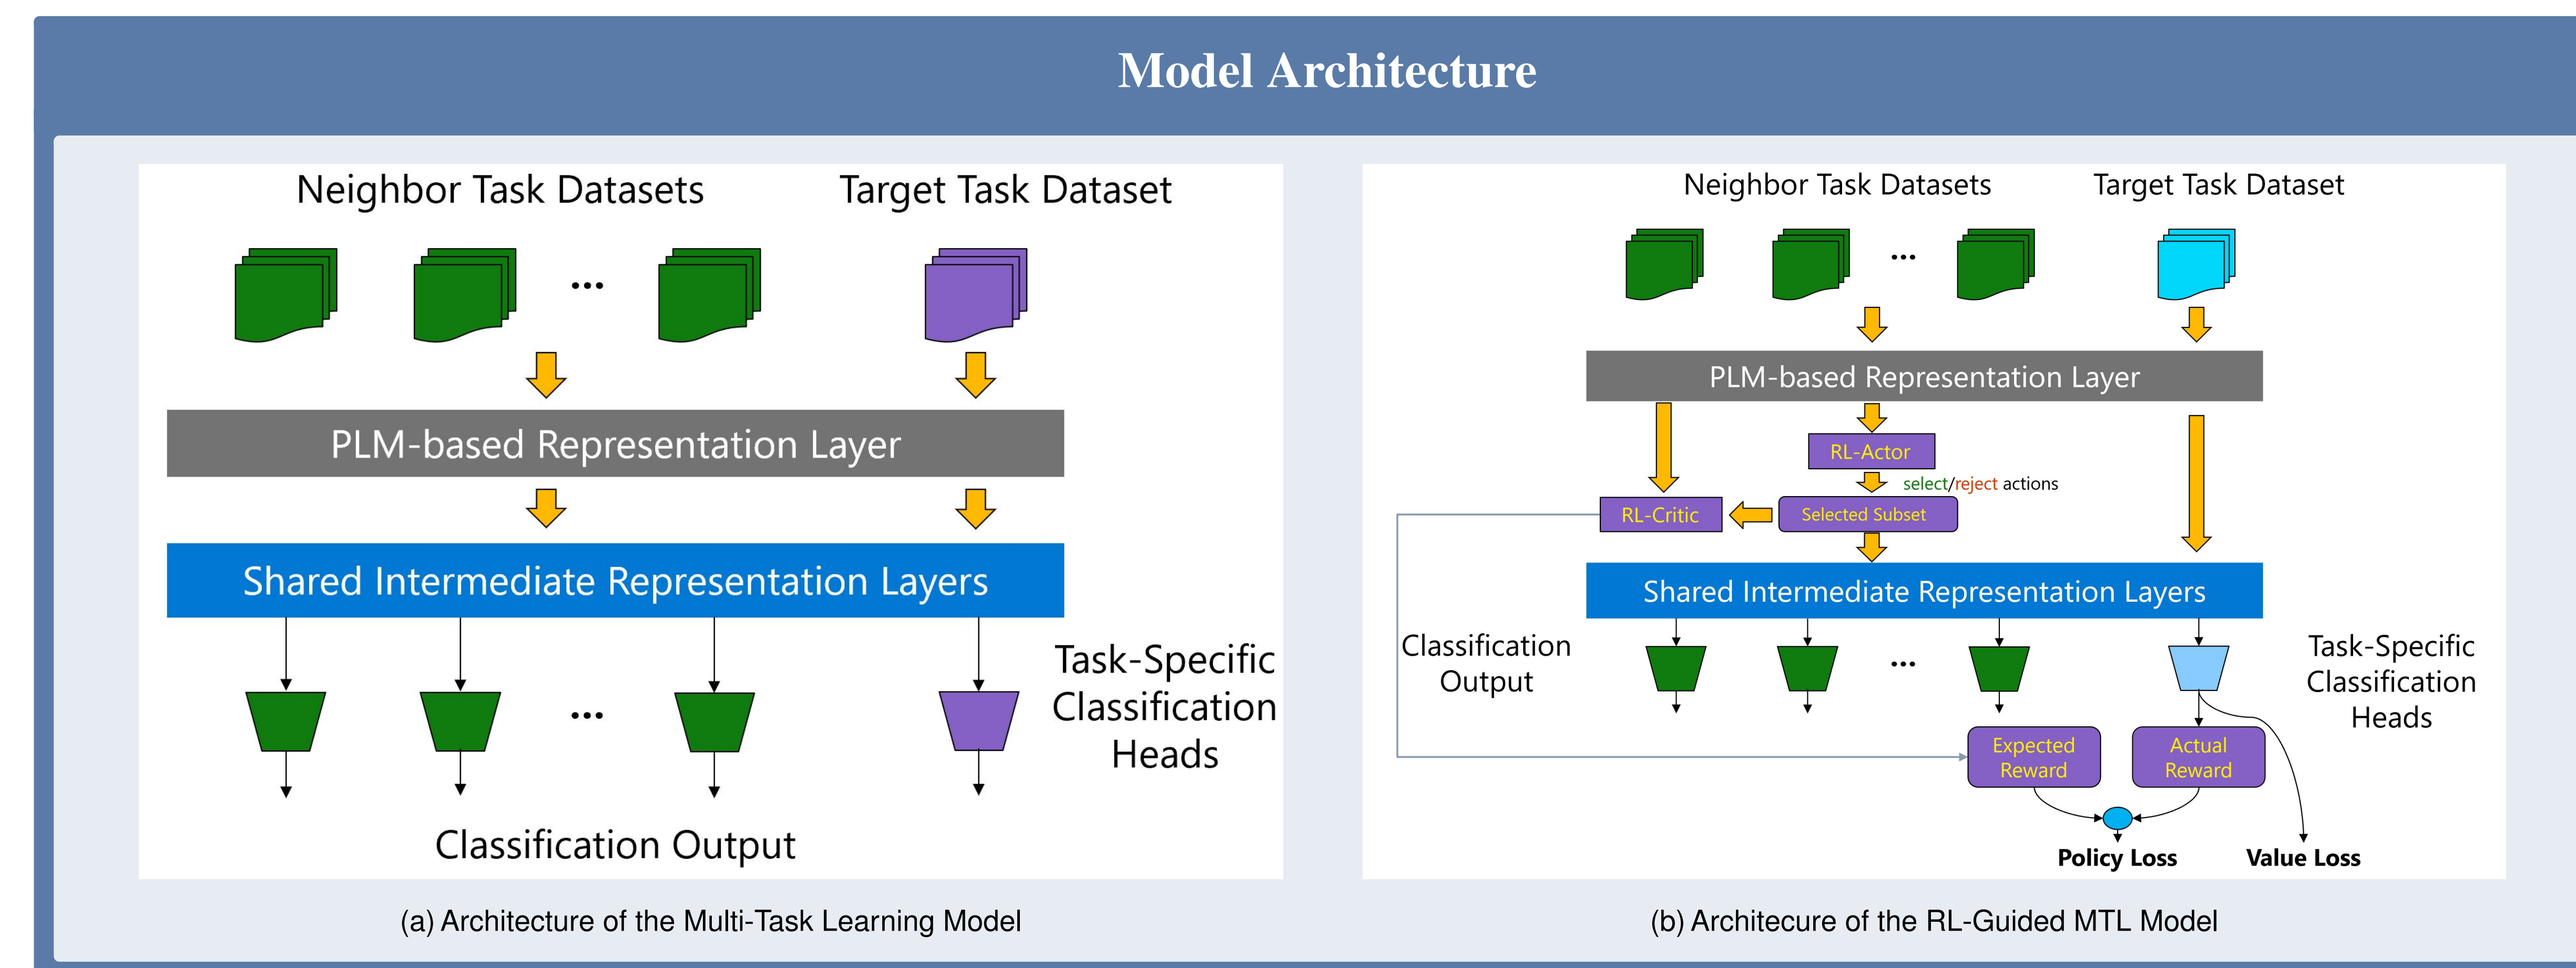 Model Architecture
Neighbor Task Datasets
Target Task Dataset
...
PLM-based Representation Layer
Shared Intermediate Representation Layers
...
Task-Specific
Classification
Heads
Classification Output
(a) Architecture of the Multi-Task Learning Model
Neighbor Task Datasets
Target Task Dataset
...
PLM-based Representation Layer
RL-Actor
select/reject actions
RL-Critic
Selected Subset
Shared Intermediate Representation Layers
Classification
Output
...
Task-Specific
Classification
Heads
Expected
Reward
Actual
Reward
Policy Loss
Value Loss
(b) Architecure of the RL-Guided MTL Model